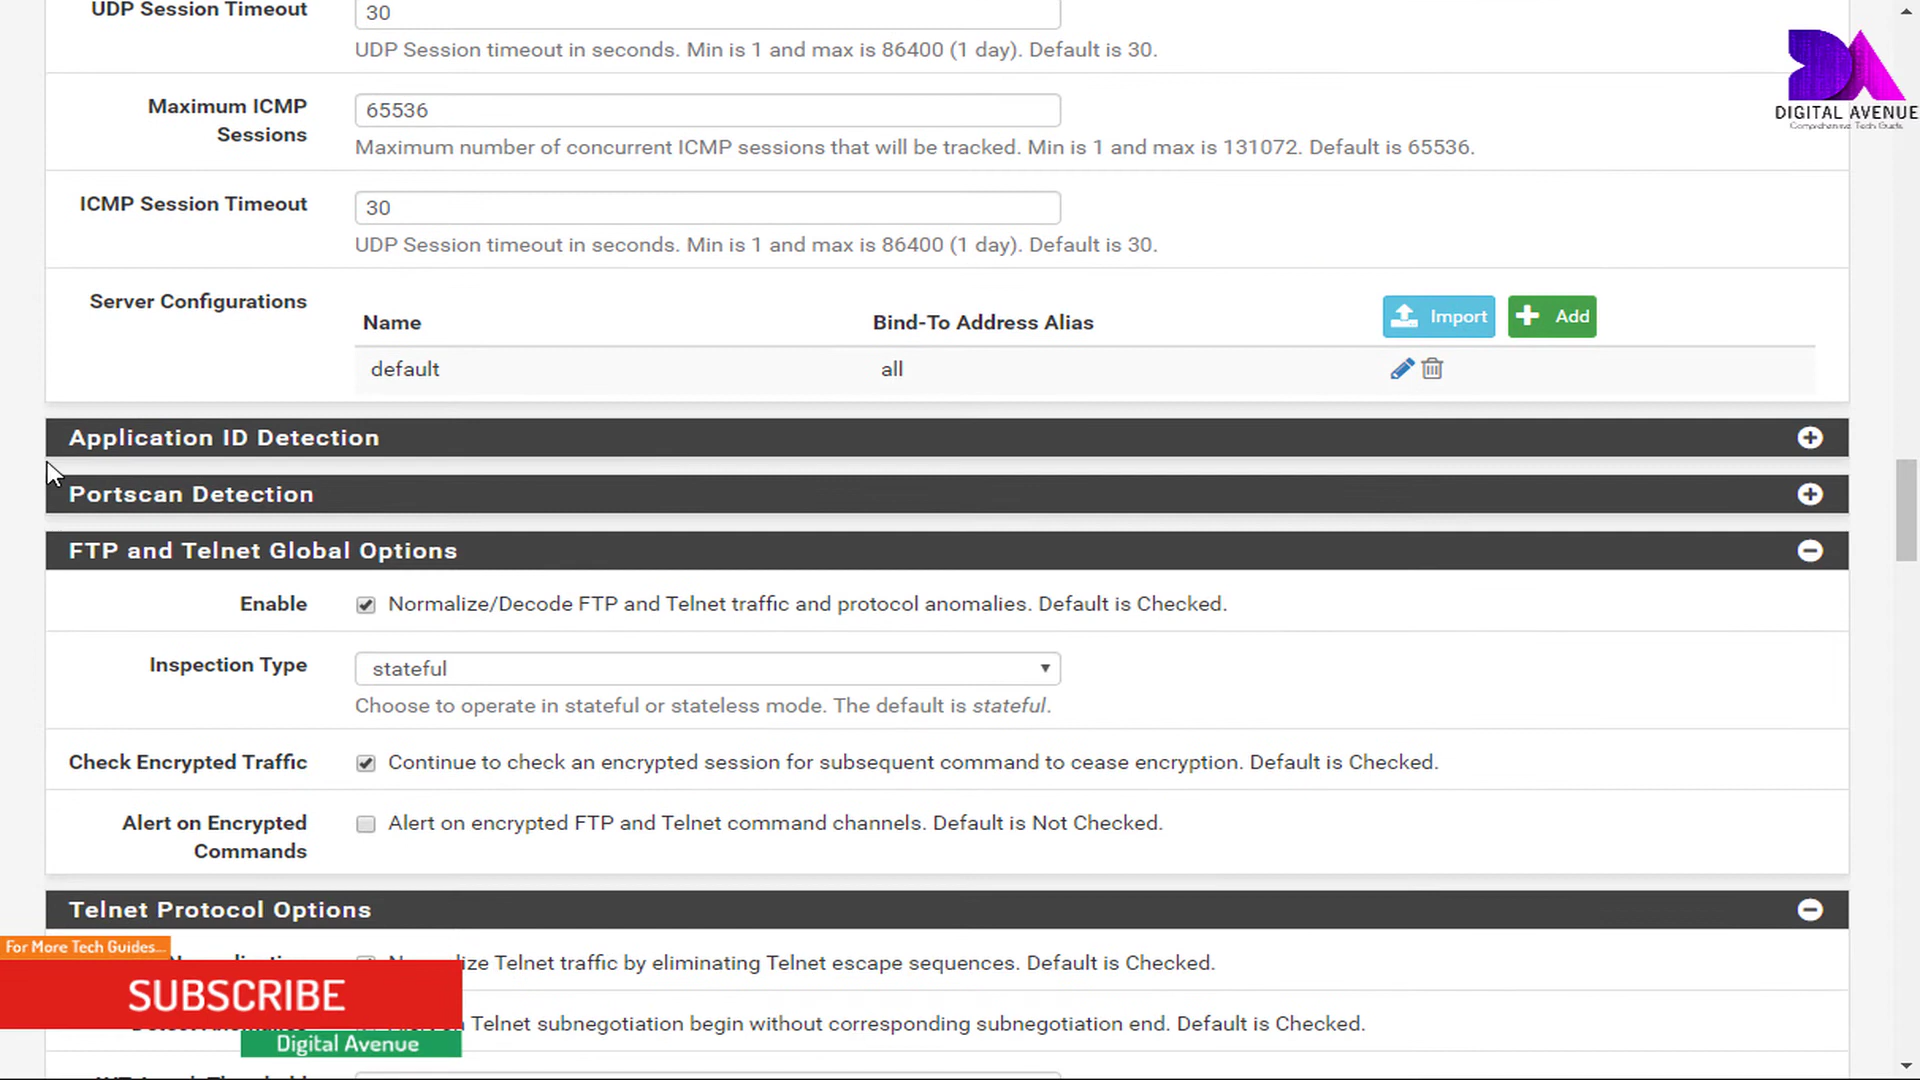 UDP Session Timeout
30
UDP Session timeout in seconds. Min is 1 and max is 86400 (1 day). Default is 30.
DIGITAL AVENUE
Comprehensive Tech Guide
Maximum ICMP
Sessions
65536
Maximum number of concurrent ICMP sessions that will be tracked. Min is 1 and max is 131072. Default is 65536.
ICMP Session Timeout
30
UDP Session timeout in seconds. Min is 1 and max is 86400 (1 day). Default is 30.
Server Configurations
Name Bind-To Address Alias Import Add
default all
Application ID Detection
Portscan Detection
FTP and Telnet Global Options
Enable Normalize/Decode FTP and Telnet traffic and protocol anomalies. Default is Checked.
Inspection Type stateful
Choose to operate in stateful or stateless mode. The default is stateful.
Check Encrypted Traffic Continue to check an encrypted session for subsequent command to cease encryption. Default is Checked.
Alert on Encrypted
Commands
Alert on encrypted FTP and Telnet command channels. Default is Not Checked.
Telnet Protocol Options
For More Tech Guides...
Telnet traffic by eliminating Telnet escape sequences. Default is Checked.
SUBSCRIBE
Telnet subnegotiation begin without corresponding subnegotiation end. Default is Checked.
Digital Avenue